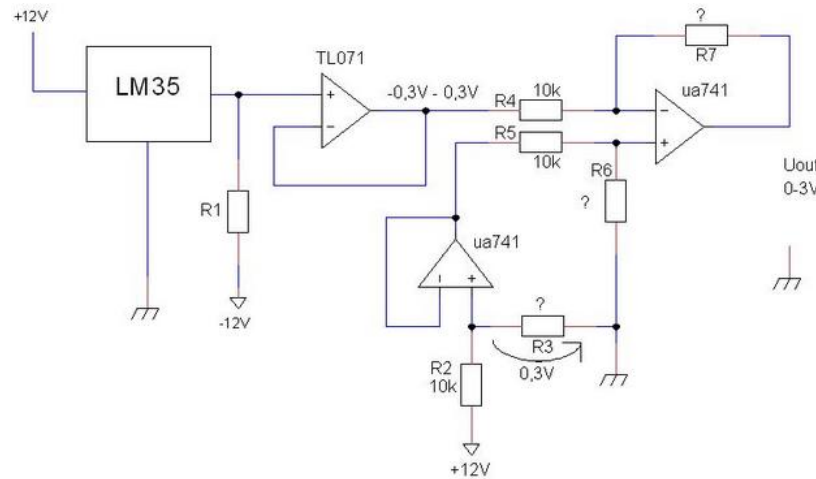 +12V
LM35
TL071
-0,3V - 0,3V
R4
10k
R5
10k
?
R7
ua741
R6
?
Uout
0-3V
R1
-12V
ua741
?
R3
0,3V
R2
10k
+12V
+
-
-
+
-
+